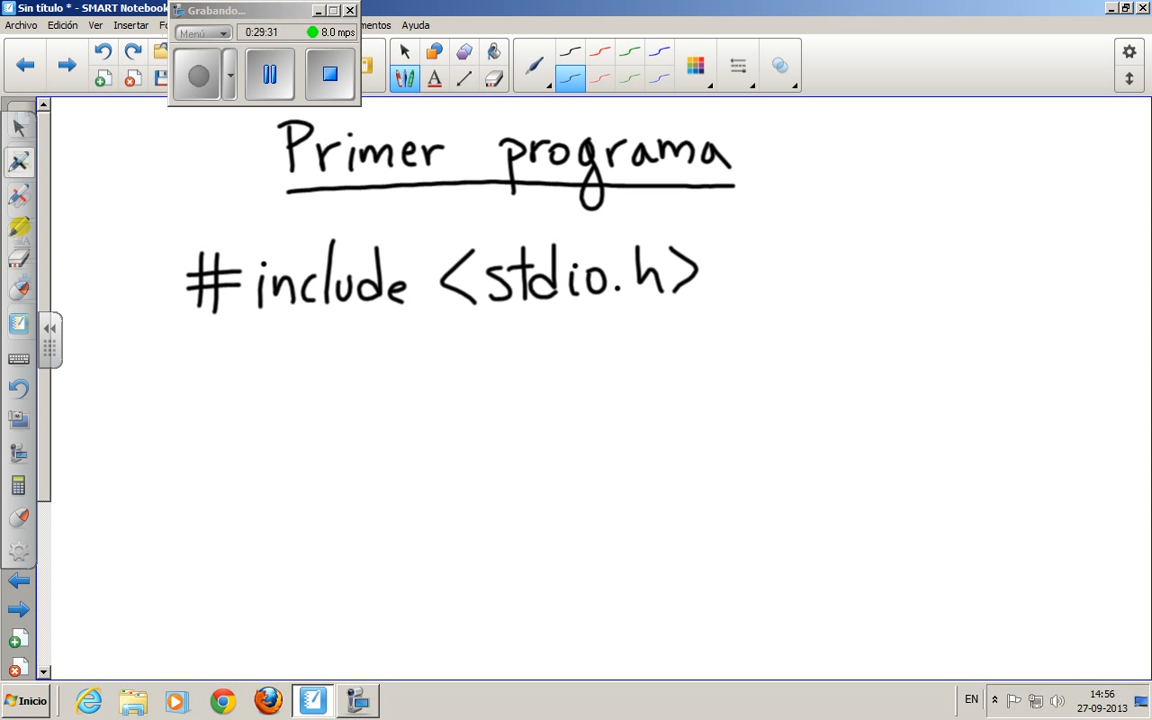 Sin título * - SMART Notebook
Grabando...
Archivo Edición Ver Insertar
Menú 0:29:31 8.0 mps
Ayuda
Primer programa
#include <stdio.h>
Inicio
EN
14:56
27-09-2013